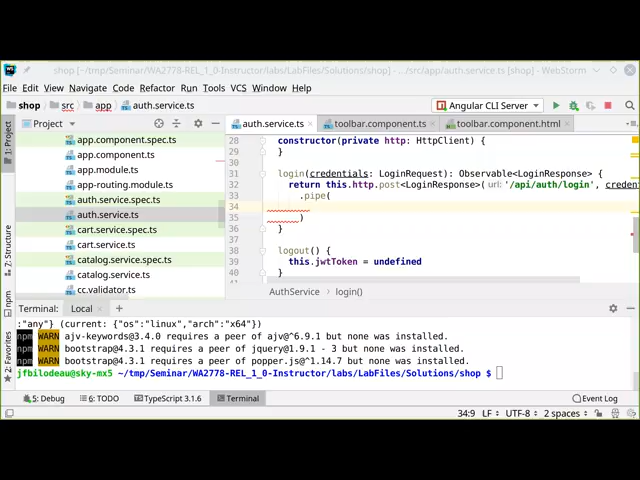 shop [~/tmp/Seminar/WA2778-REL_1_0-Instructor/labs/LabFiles/Solutions/shop] - .../src/app/auth.service.ts [shop] - WebStorm
File Edit View Navigate Code Refactor Run Tools VCS Window Help
shop src app auth.service.ts Angular CLI Server
Project auth.service.ts toolbar.component.ts toolbar.component.html
1: Project
7: Structure
npm
2: Favorites
app.component.spec.ts
app.component.ts
app.module.ts
app-routing.module.ts
auth.service.spec.ts
auth.service.ts
cart.service.spec.ts
cart.service.ts
catalog.service.spec.ts
catalog.service.ts
cc.validator.ts
28 constructor(private http: HttpClient) {
29 }
30
31 login(credentials: LoginRequest): Observable<LoginResponse> {
32 return this.http.post<LoginResponse>( url: '/api/auth/login', crede
33 .pipe(
34
35 )
36 }
37
38 logout() {
39 this.jwtToken = undefined
40 }
AuthService login()
Terminal: Local +
:"any"} (current: {"os":"linux","arch":"x64"})
npm WARN ajv-keywords@3.4.0 requires a peer of ajv@^6.9.1 but none was installed.
npm WARN bootstrap@4.3.1 requires a peer of jquery@1.9.1 - 3 but none was installed.
npm WARN bootstrap@4.3.1 requires a peer of popper.js@^1.14.7 but none was installed.
jfbilodeau@sky-mx5 ~/tmp/Seminar/WA2778-REL_1_0-Instructor/labs/LabFiles/Solutions/shop $
5: Debug 6: TODO TypeScript 3.1.6 Terminal Event Log
34:9 LF UTF-8 2 spaces